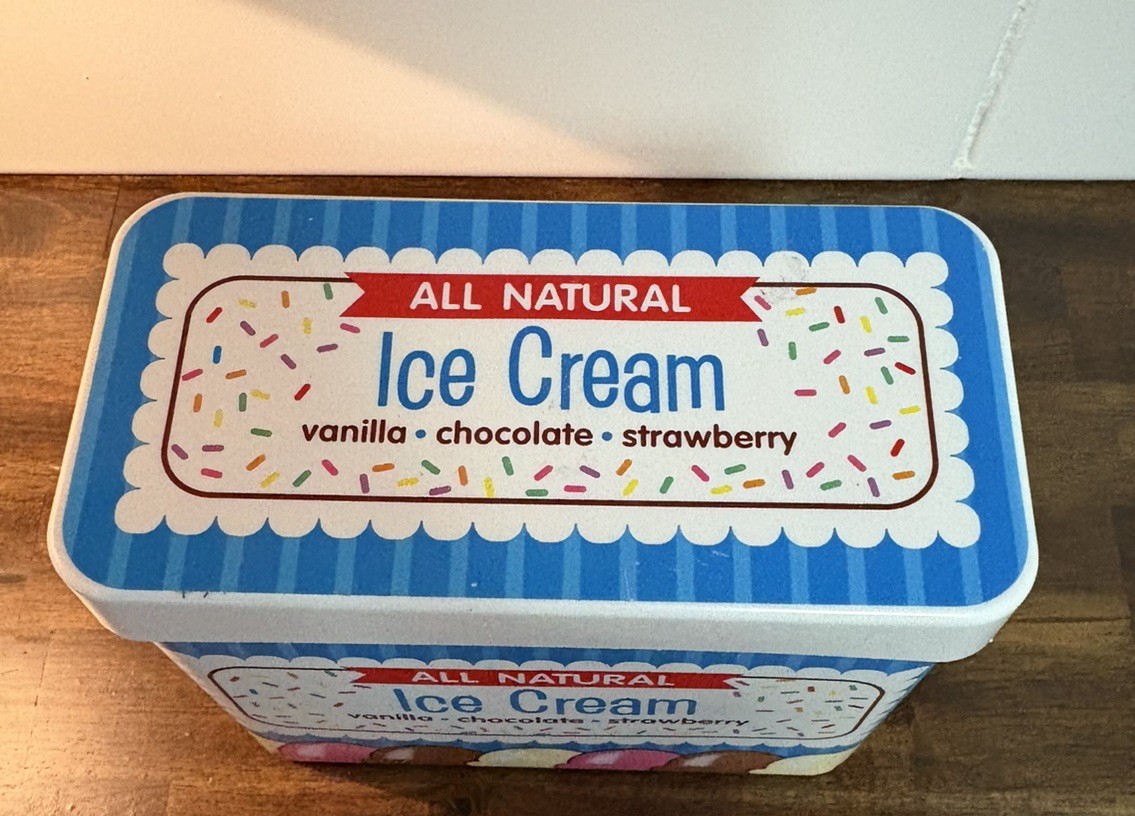 ALL NATURAL
Ice Cream
vanilla • chocolate • strawberry
ALL NATURAL
Ice Cream
vanilla • chocolate • strawberry